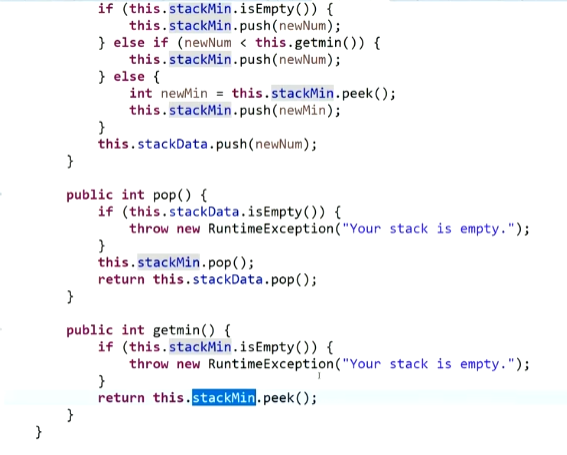 if (this.stackMin.isEmpty()) {
this.stackMin.push(newNum);
} else if (newNum < this.getmin()) {
this.stackMin.push(newNum);
} else {
int newMin = this.stackMin.peek();
this.stackMin.push(newMin);
}
this.stackData.push(newNum);
}
public int pop() {
if (this.stackData.isEmpty()) {
throw new RuntimeException("Your stack is empty.");
}
this.stackMin.pop();
return this.stackData.pop();
}
public int getmin() {
if (this.stackMin.isEmpty()) {
throw new RuntimeException("Your stack is empty.");
}
return this.stackMin.peek();
}
}